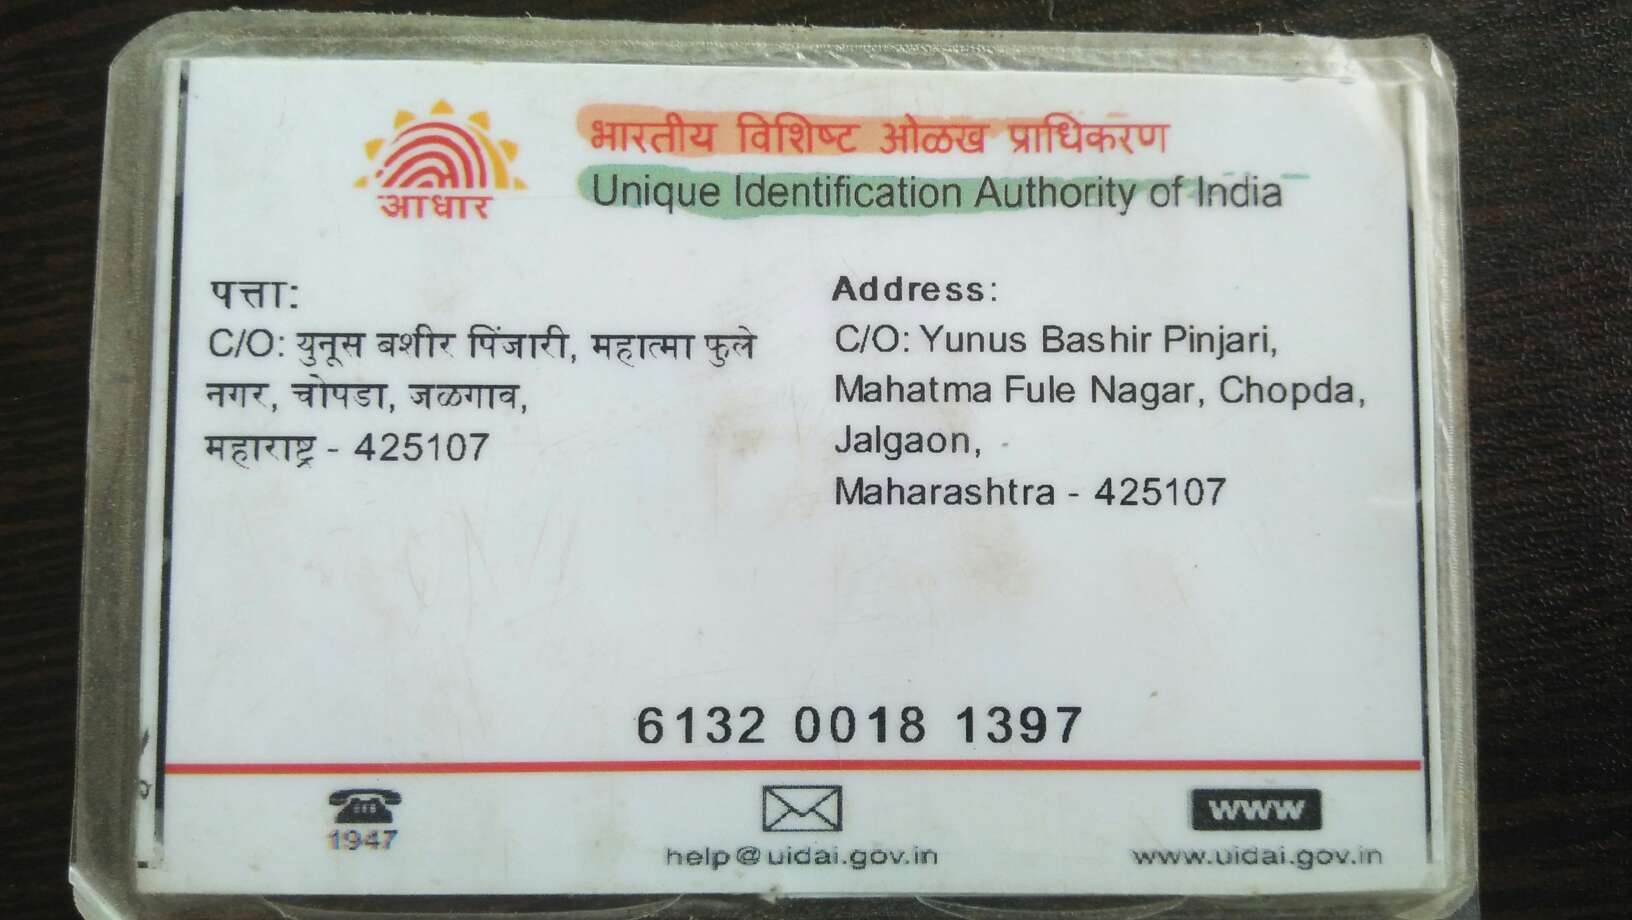 आधार
भारतीय विशिष्ट ओळख प्राधिकरण
Unique Identification Authority of India
पत्ता:
C/O: युनूस बशीर पिंजारी, महात्मा फुले
नगर, चोपडा, जळगाव,
महाराष्ट्र - 425107
Address:
C/O: Yunus Bashir Pinjari,
Mahatma Fule Nagar, Chopda,
Jalgaon,
Maharashtra - 425107
6132 0018 1397
1947
help@uidai.gov.in
www
www.uidai.gov.in